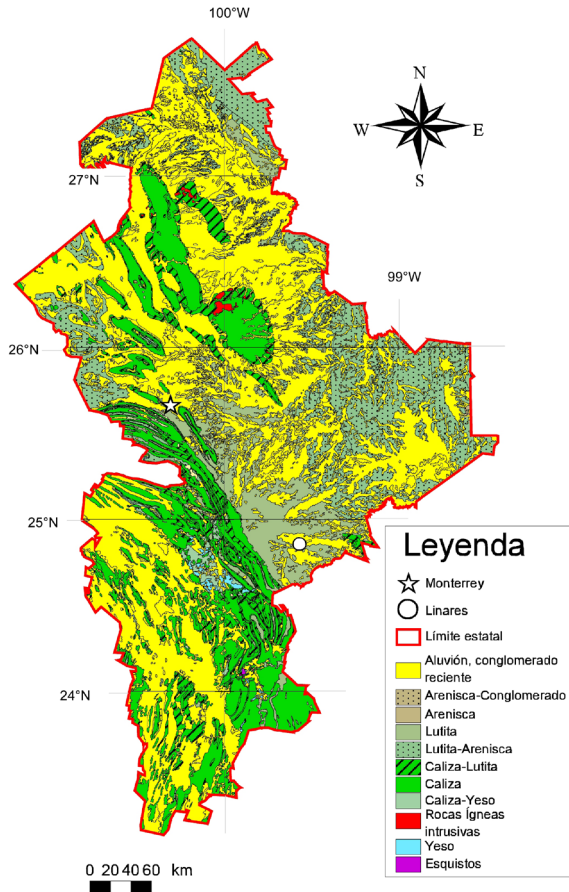 100°W
N
W E
S
27°N
99°W
26°N
25°N
24°N
Leyenda
Monterrey
Linares
Límite estatal
Aluvión, conglomerado
reciente
Arenisca-Conglomerado
Arenisca
Lutita
Lutita-Arenisca
Caliza-Lutita
Caliza
Caliza-Yeso
Rocas Ígneas
intrusivas
Yeso
Esquistos
0 20 40 60 km